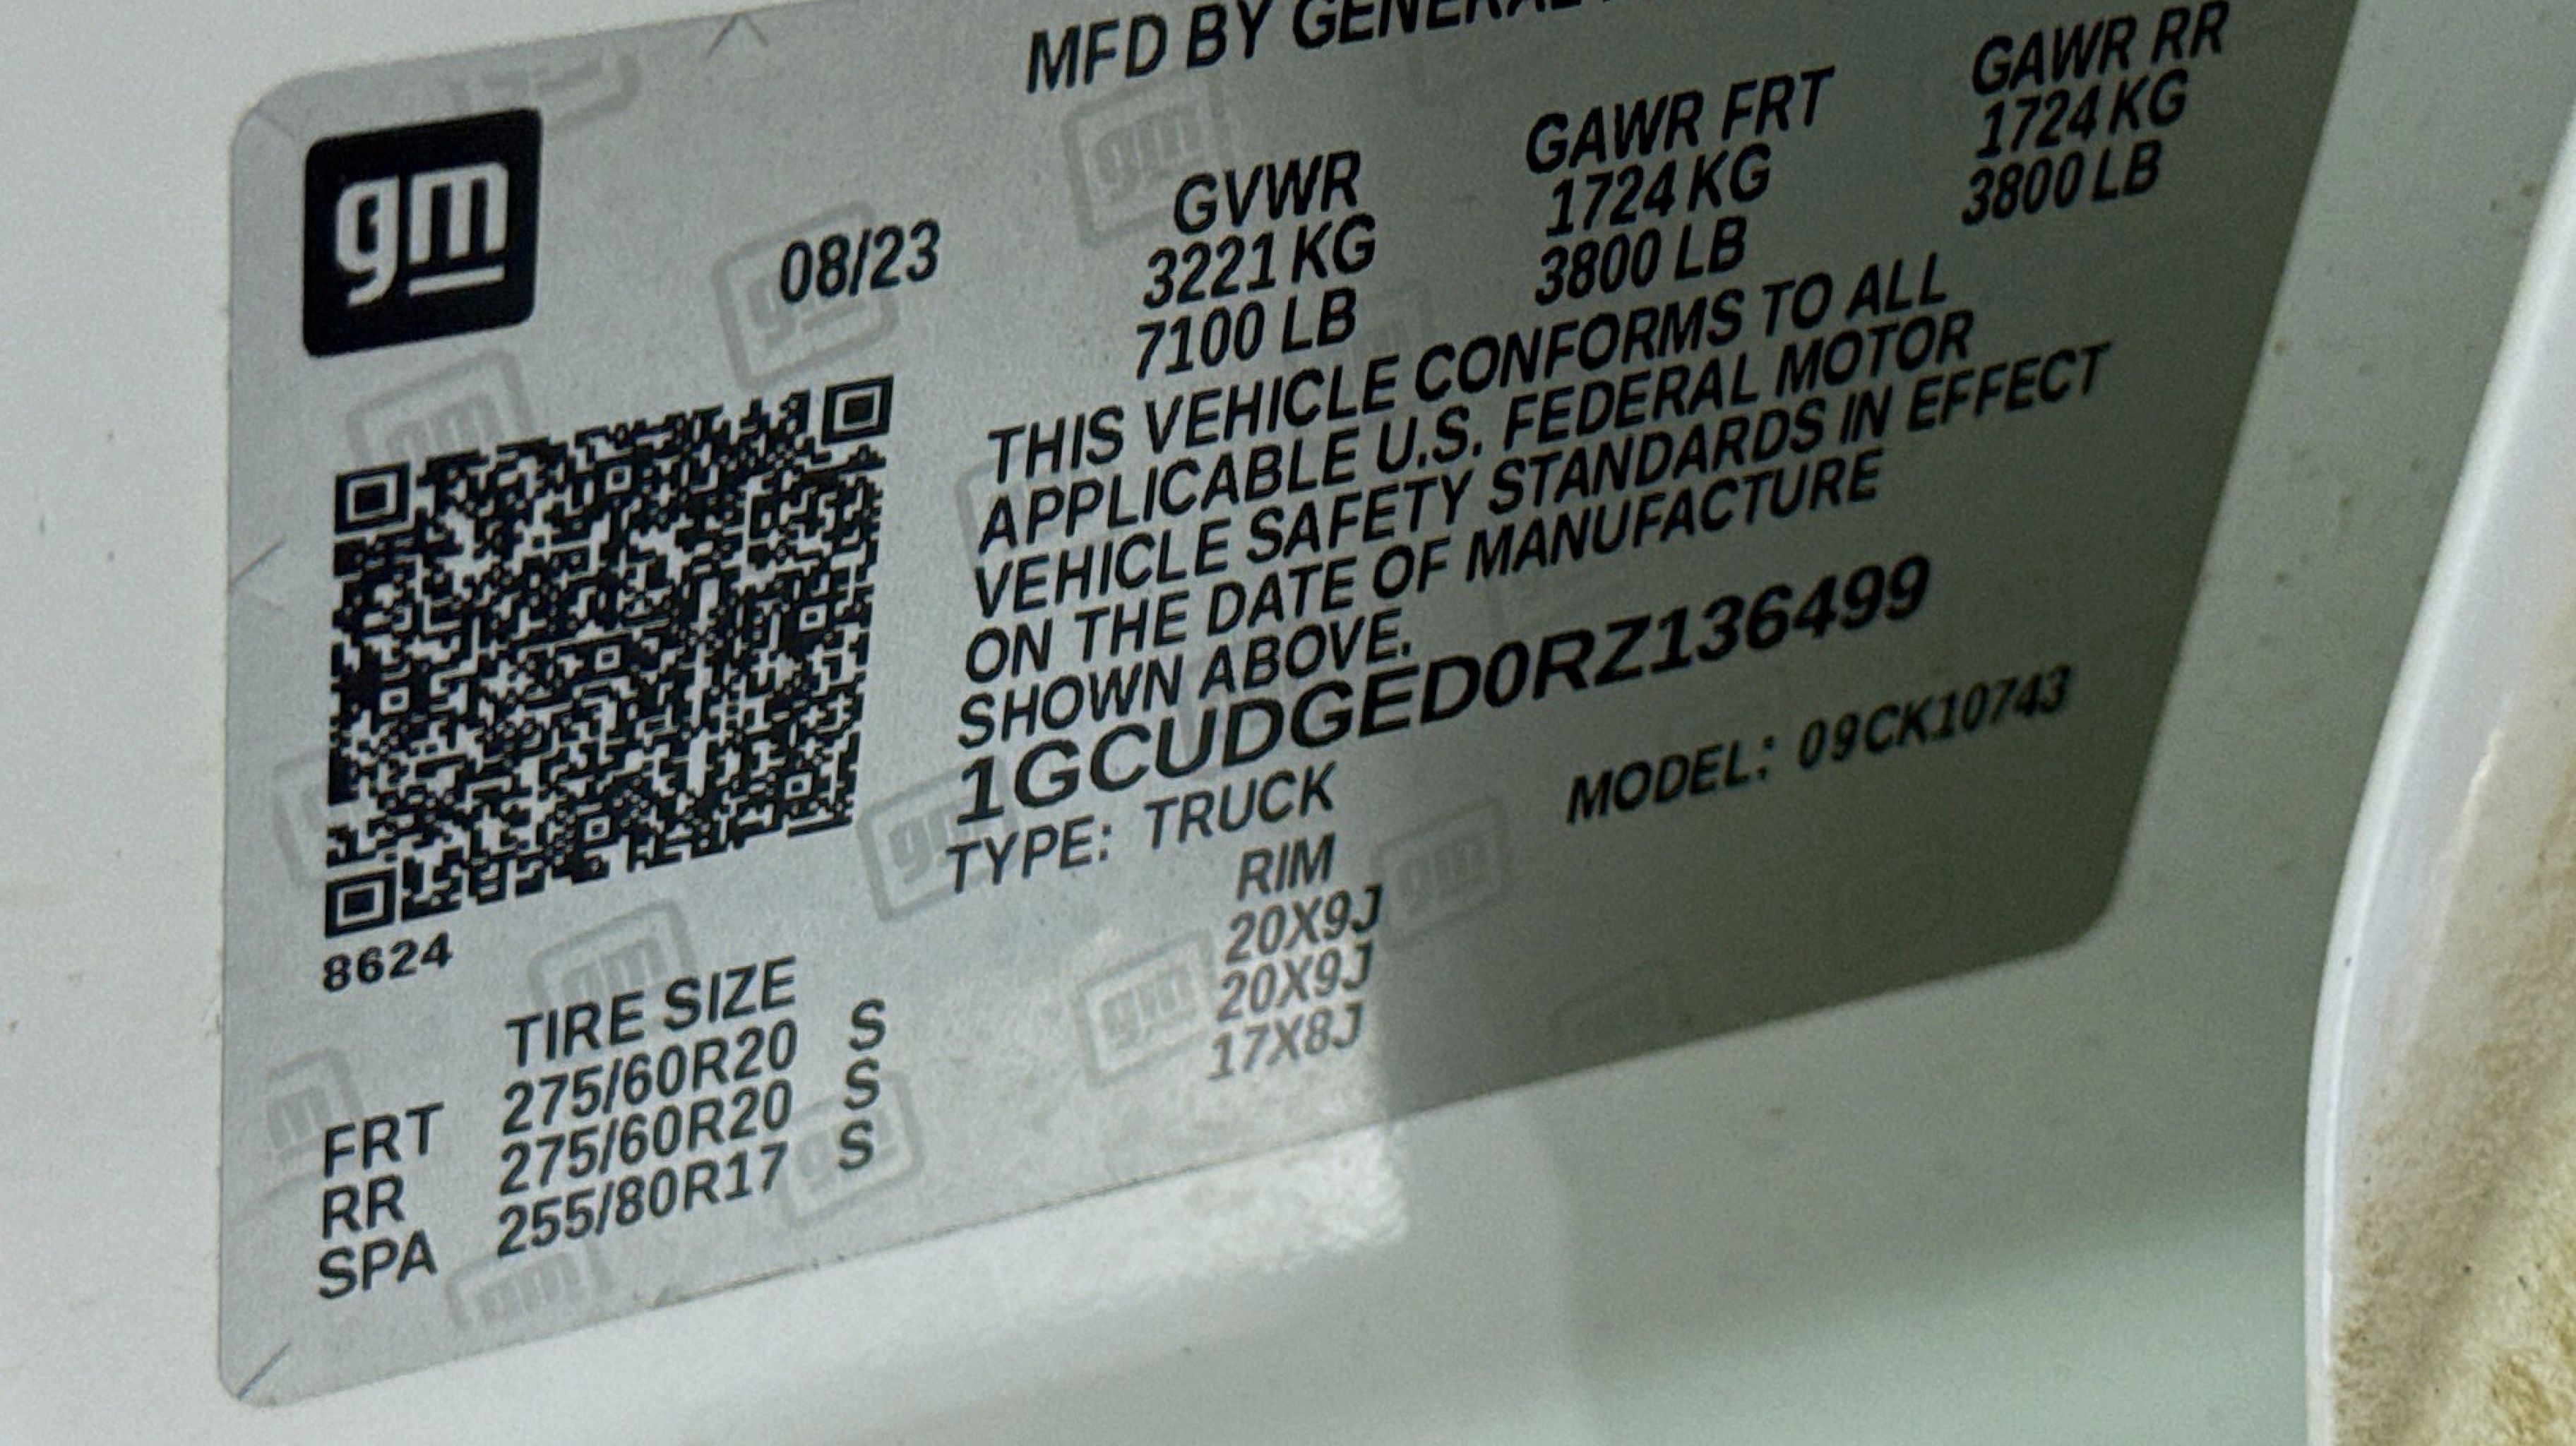 MFD BY GENERAL
gm
08/23
GVWR GAWR FRT GAWR RR
3221 KG 1724 KG 1724 KG
7100 LB 3800 LB 3800 LB
THIS VEHICLE CONFORMS TO ALL
APPLICABLE U.S. FEDERAL MOTOR
VEHICLE SAFETY STANDARDS IN EFFECT
ON THE DATE OF MANUFACTURE
SHOWN ABOVE.
1GCUDGED0RZ136499
TYPE: TRUCK MODEL: 09CK10743
8624
TIRE SIZE RIM
FRT 275/60R20 S 20X9J
RR 275/60R20 S 20X9J
SPA 255/80R17 S 17X8J